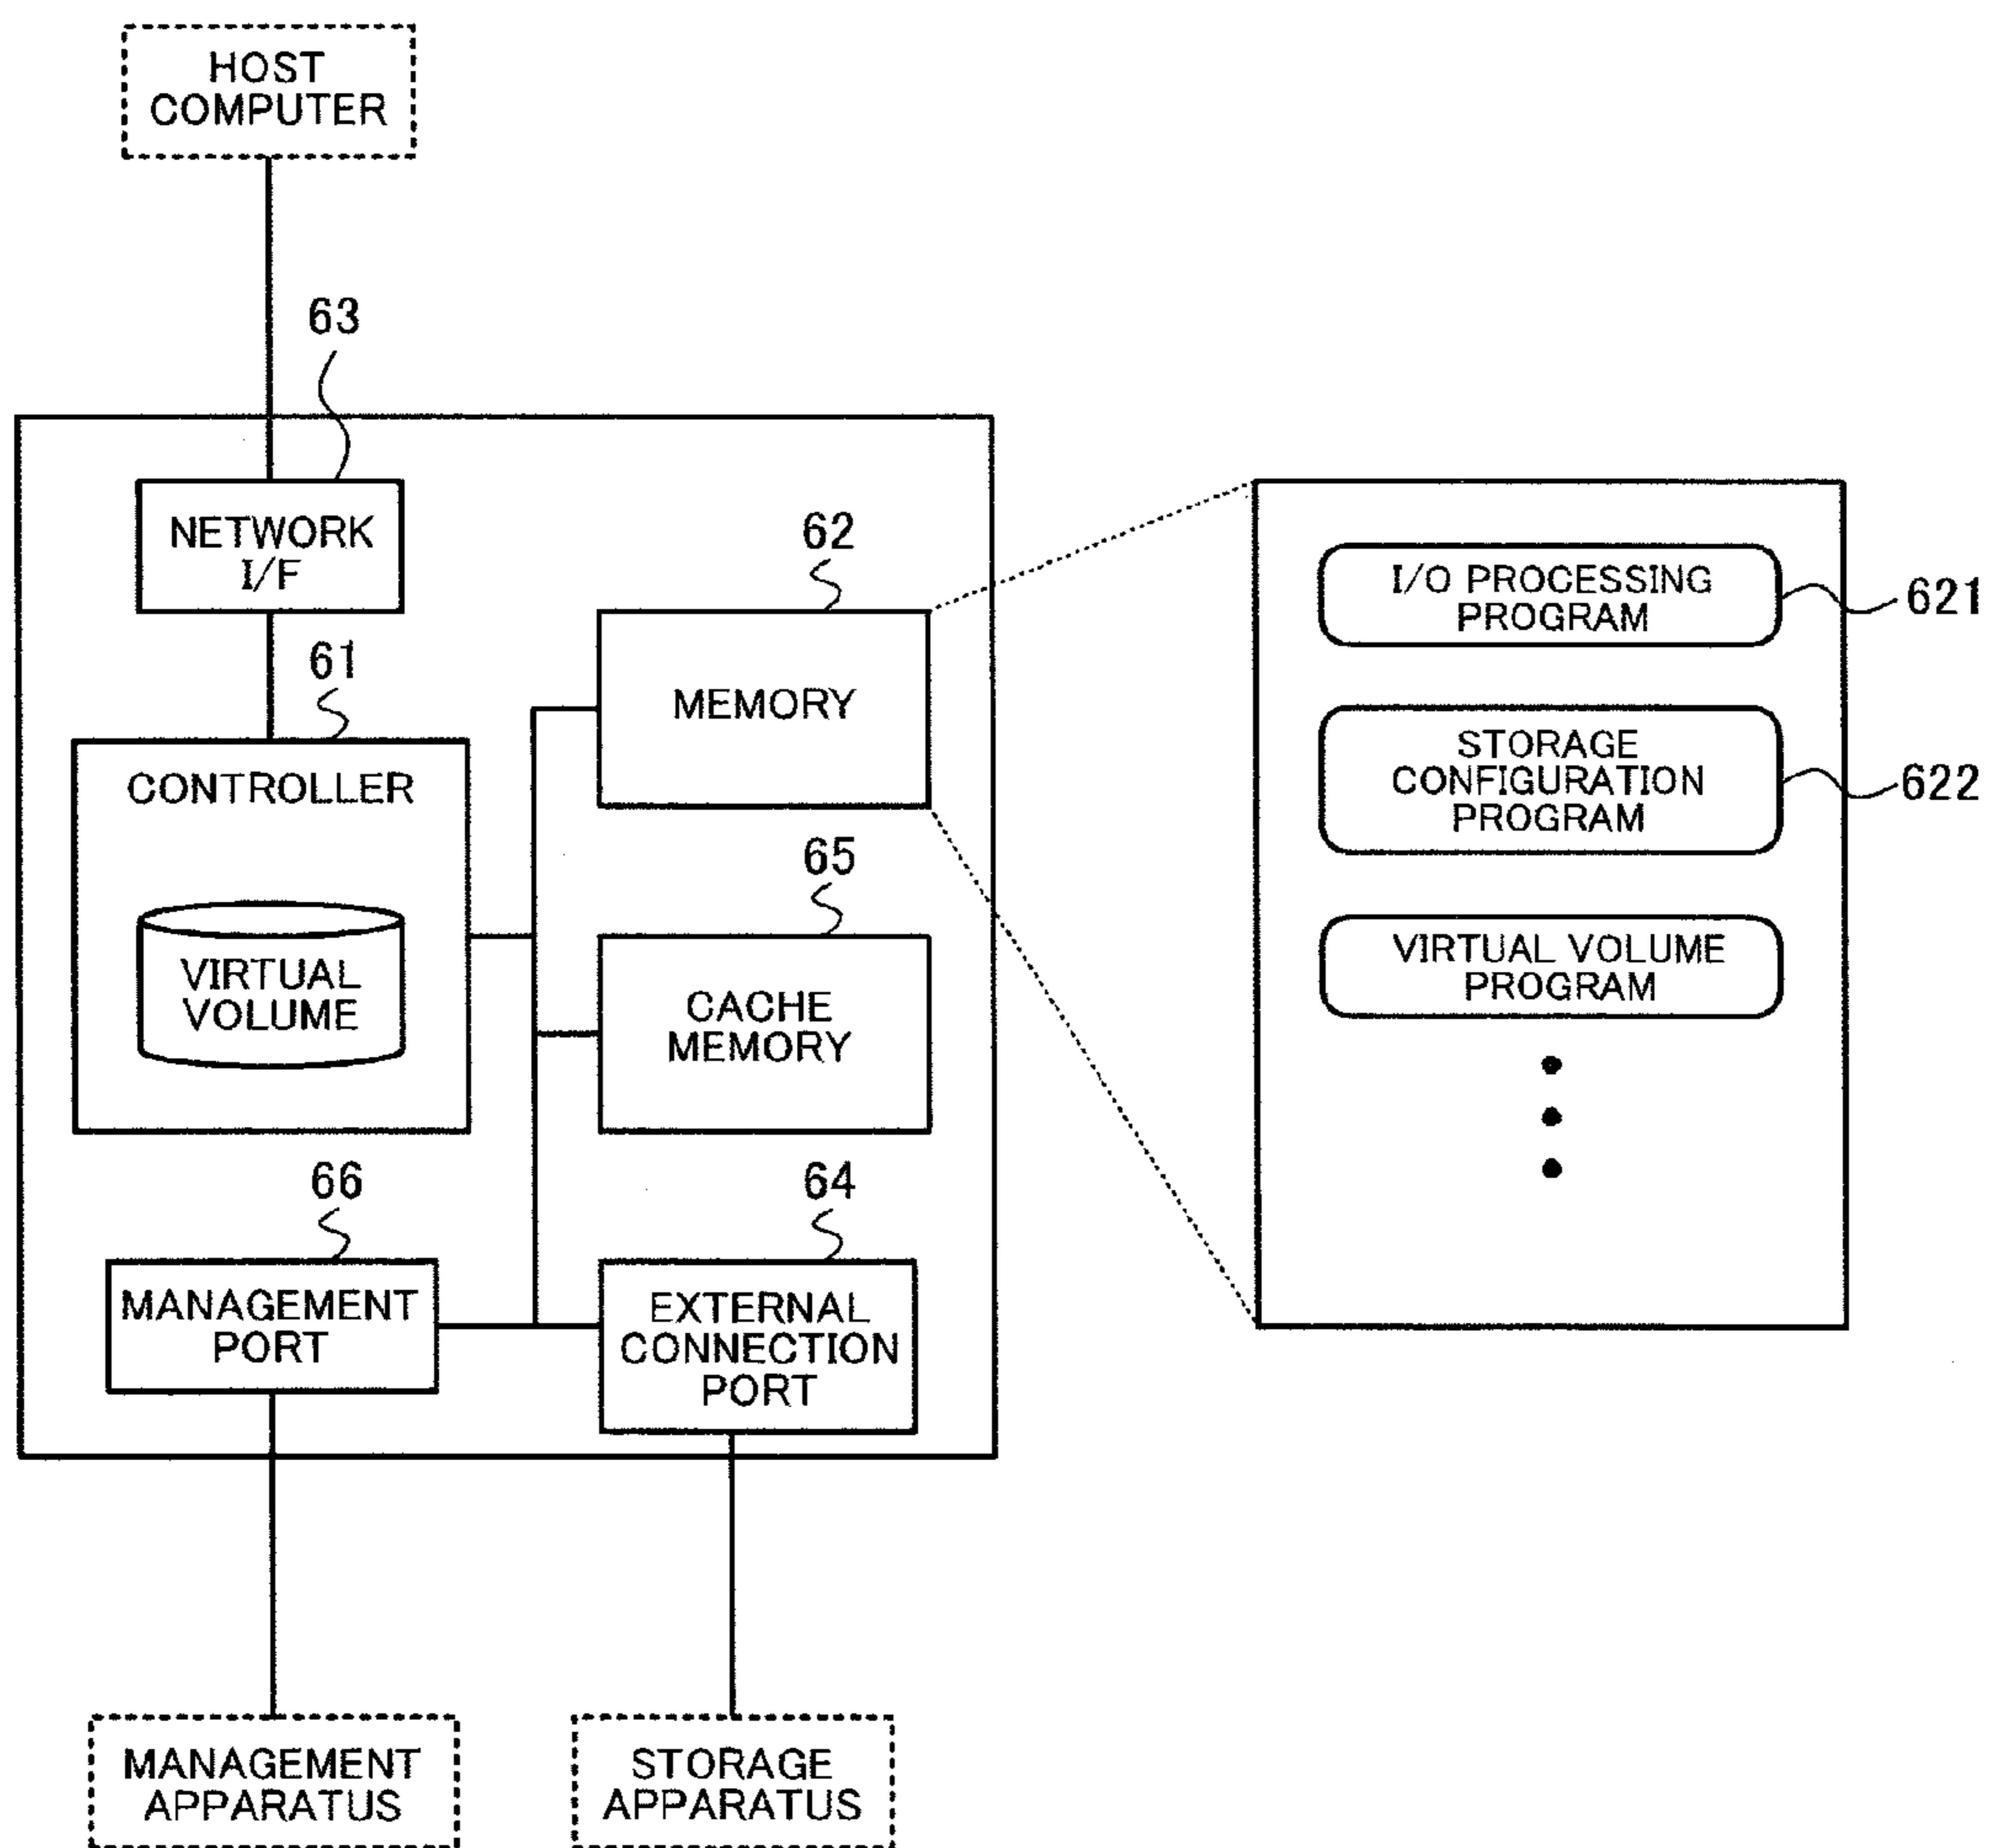 HOST
COMPUTER
63
NETWORK
I/F
61
CONTROLLER
VIRTUAL
VOLUME
62
MEMORY
65
CACHE
MEMORY
66
MANAGEMENT
PORT
64
EXTERNAL
CONNECTION
PORT
MANAGEMENT
APPARATUS
STORAGE
APPARATUS
I/O PROCESSING
PROGRAM
621
STORAGE
CONFIGURATION
PROGRAM
622
VIRTUAL VOLUME
PROGRAM